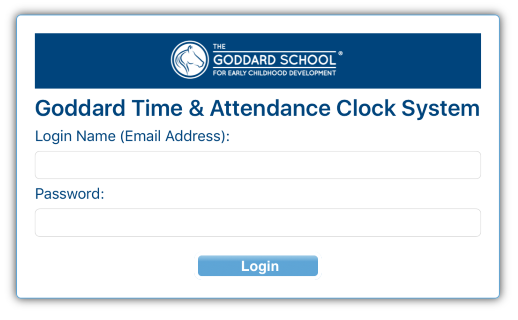 THE
GODDARD SCHOOL®
FOR EARLY CHILDHOOD DEVELOPMENT
Goddard Time & Attendance Clock System
Login Name (Email Address):
Password:
Login